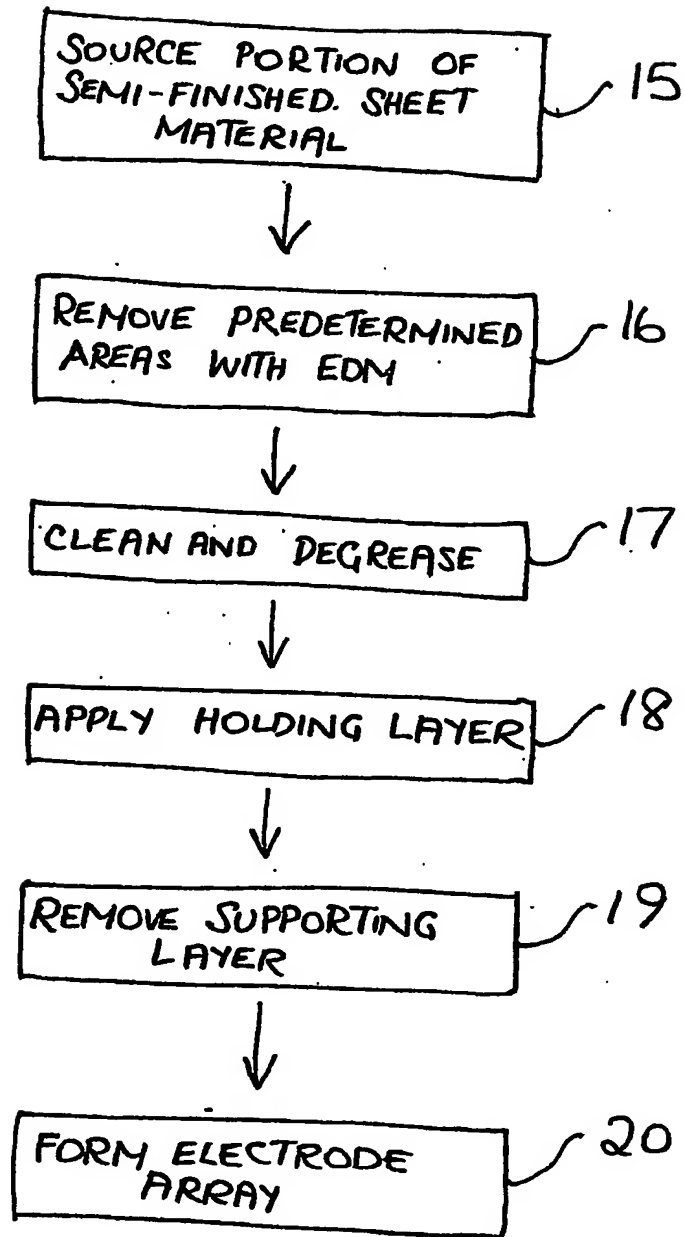 SOURCE PORTION OF
SEMI-FINISHED. SHEET
MATERIAL
15
REMOVE PREDETERMINED
AREAS WITH EDM
16
CLEAN AND DEGREASE
17
APPLY HOLDING LAYER
18
REMOVE SUPPORTING
LAYER
19
FORM ELECTRODE
ARRAY
20